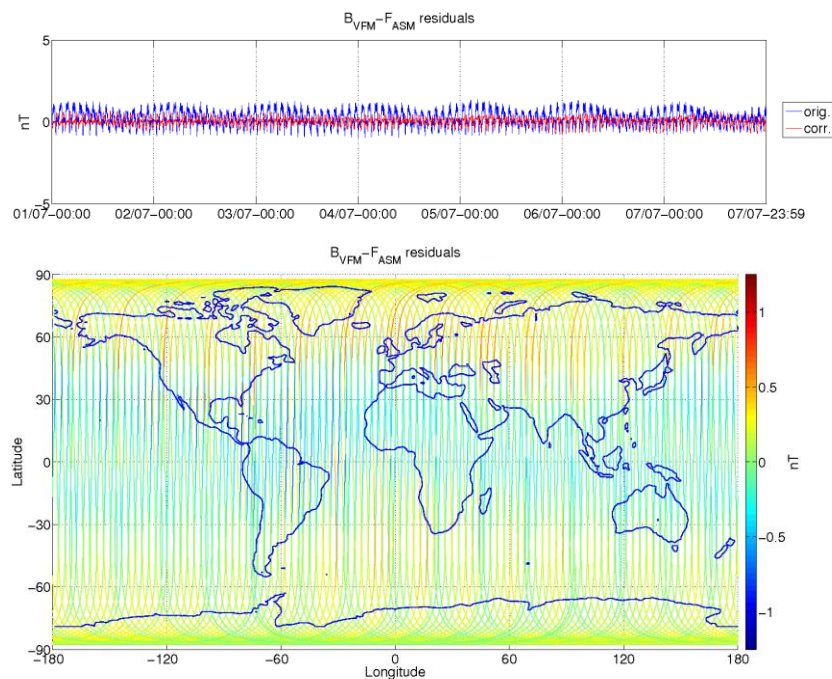 B_VFM−F_ASM residuals
5
0
−5
nT
orig.
corr.
01/07−00:00 02/07−00:00 03/07−00:00 04/07−00:00 05/07−00:00 06/07−00:00 07/07−00:00 07/07−23:59
B_VFM−F_ASM residuals
90
60
30
0
−30
−60
−90
Latitude
−180 −120 −60 0 60 120 180
Longitude
1
0.5
0
−0.5
−1
nT